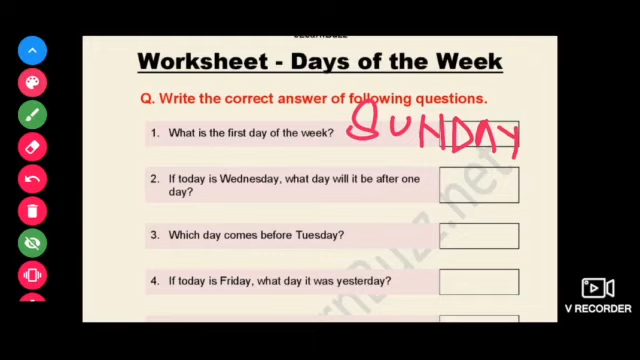 Worksheet - Days of the Week
Q. Write the correct answer of following questions.
1. What is the first day of the week? SUNDAY
2. If today is Wednesday, what day will it be after one
day?
3. Which day comes before Tuesday?
4. If today is Friday, what day it was yesterday?
V RECORDER